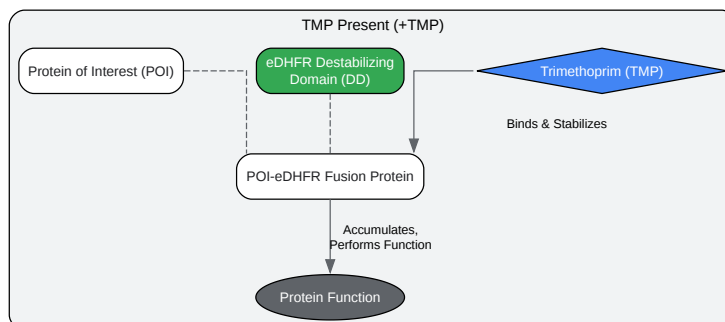 TMP Present (+TMP)
Protein of Interest (POI)
eDHFR Destabilizing
Domain (DD)
Trimethoprim (TMP)
Binds & Stabilizes
POI-eDHFR Fusion Protein
Accumulates,
Performs Function
Protein Function